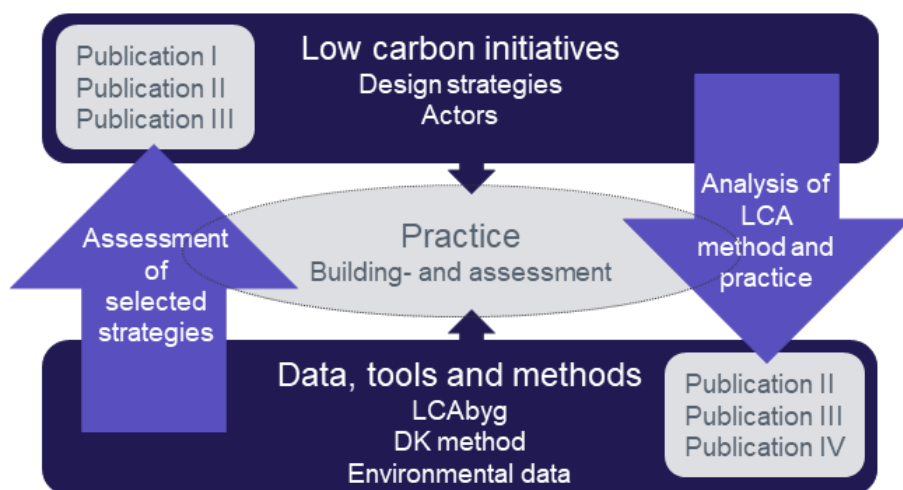 Publication I
Publication II
Publication III
Low carbon initiatives
Design strategies
Actors
Assessment
of
selected
strategies
Practice
Building- and assessment
Analysis of
LCA
method and
practice
Data, tools and methods
LCAbyg
DK method
Environmental data
Publication II
Publication III
Publication IV